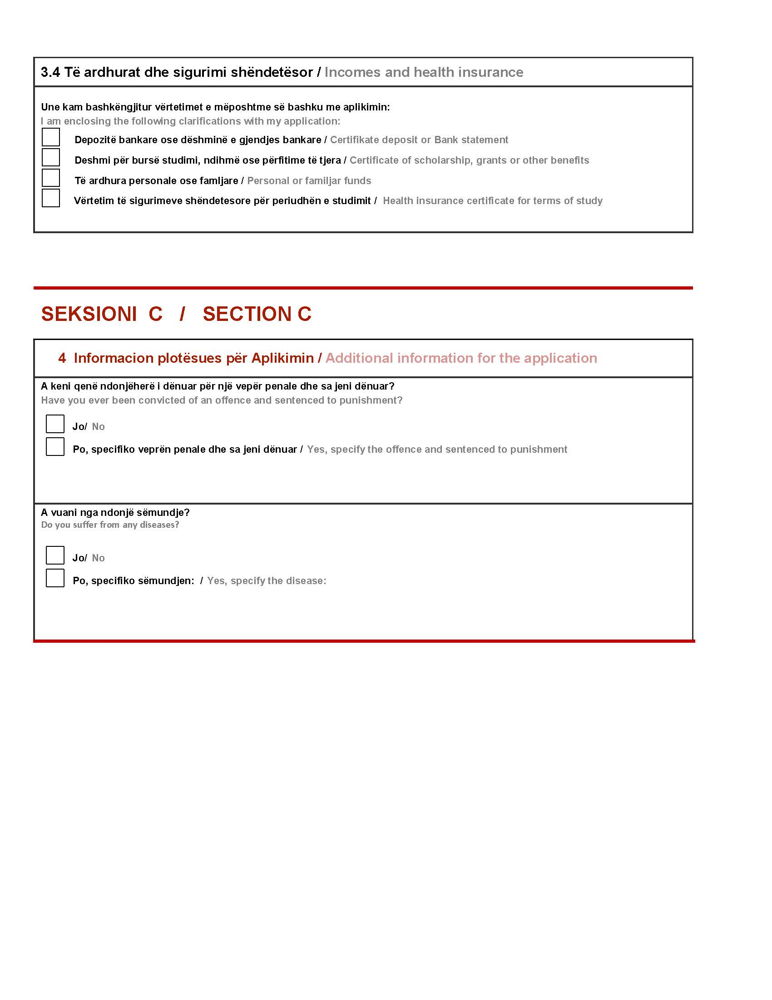 3.4 Të ardhurat dhe sigurimi shëndetësor / Incomes and health insurance
Une kam bashkëngjitur vërtetimet e mëposhtme së bashku me aplikimin:
I am enclosing the following clarifications with my application:
Depozitë bankare ose dëshminë e gjendjes bankare / Certifikate deposit or Bank statement
Deshmi për bursë studimi, ndihmë ose përfitime të tjera / Certificate of scholarship, grants or other benefits
Të ardhura personale ose famljare / Personal or familjar funds
Vërtetim të sigurimeve shëndetesore për periudhën e studimit / Health insurance certificate for terms of study
SEKSIONI C / SECTION C
4 Informacion plotësues për Aplikimin / Additional information for the application
A keni qenë ndonjëherë i dënuar për një vepër penale dhe sa jeni dënuar?
Have you ever been convicted of an offence and sentenced to punishment?
Jo/ No
Po, specifiko veprën penale dhe sa jeni dënuar / Yes, specify the offence and sentenced to punishment
A vuani nga ndonjë sëmundje?
Do you suffer from any diseases?
Jo/ No
Po, specifiko sëmundjen: / Yes, specify the disease: